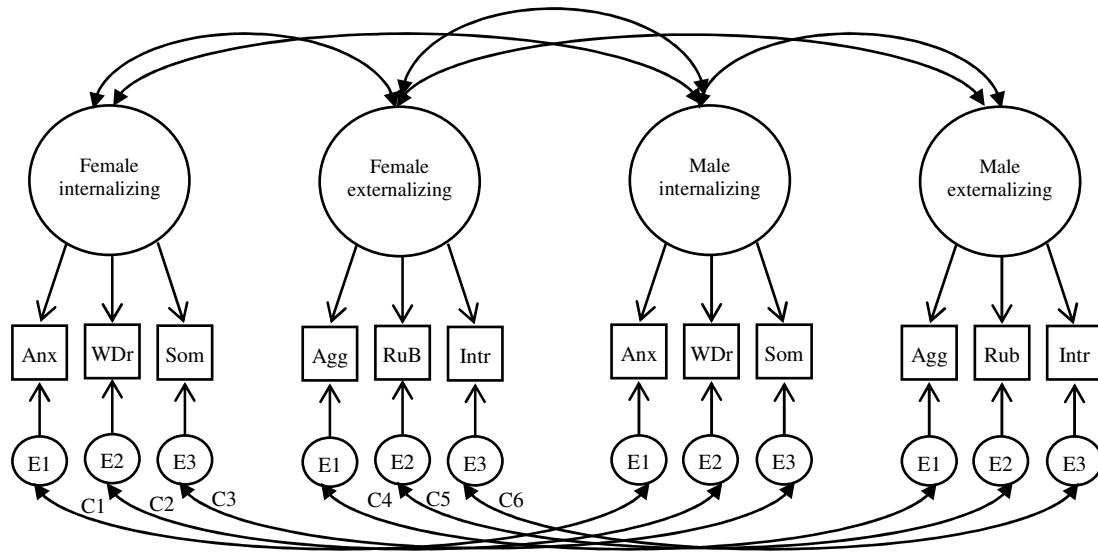 Female
internalizing
Female
externalizing
Male
internalizing
Male
externalizing
Anx
WDr
Som
Agg
RuB
Intr
Anx
WDr
Som
Agg
Rub
Intr
E1
E2
E3
E1
E2
E3
E1
E2
E3
E1
E2
E3
C1
C2
C3
C4
C5
C6